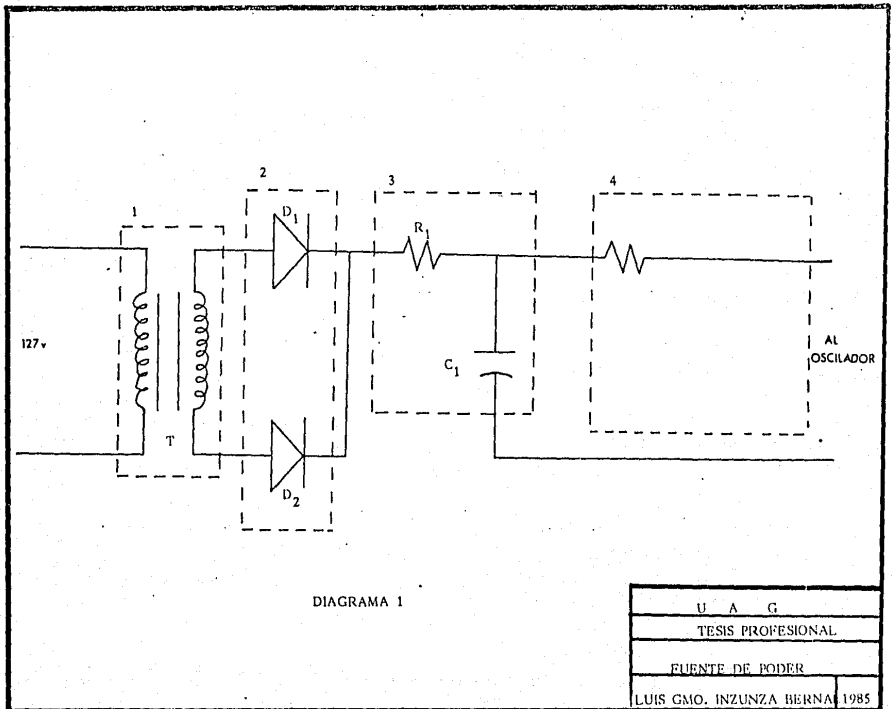 1
2
3
4
D1
R1
127 v
T
C1
AL
OSCILADOR
D2
DIAGRAMA 1
U A G
TESIS PROFESIONAL
FUENTE DE PODER
LUIS GMO. INZUNZA BERNAL 1985